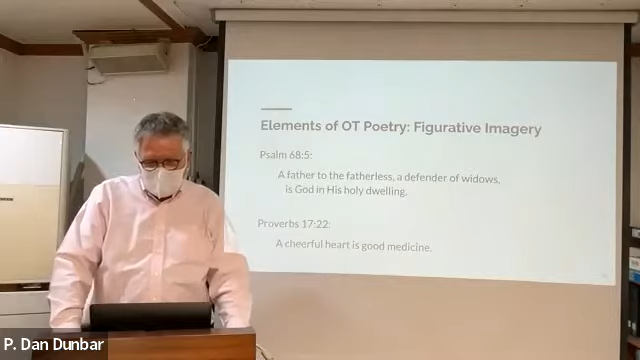 Elements of OT Poetry: Figurative Imagery
Psalm 68:5:
A father to the fatherless, a defender of widows,
is God in His holy dwelling.
Proverbs 17:22:
A cheerful heart is good medicine.
P. Dan Dunbar